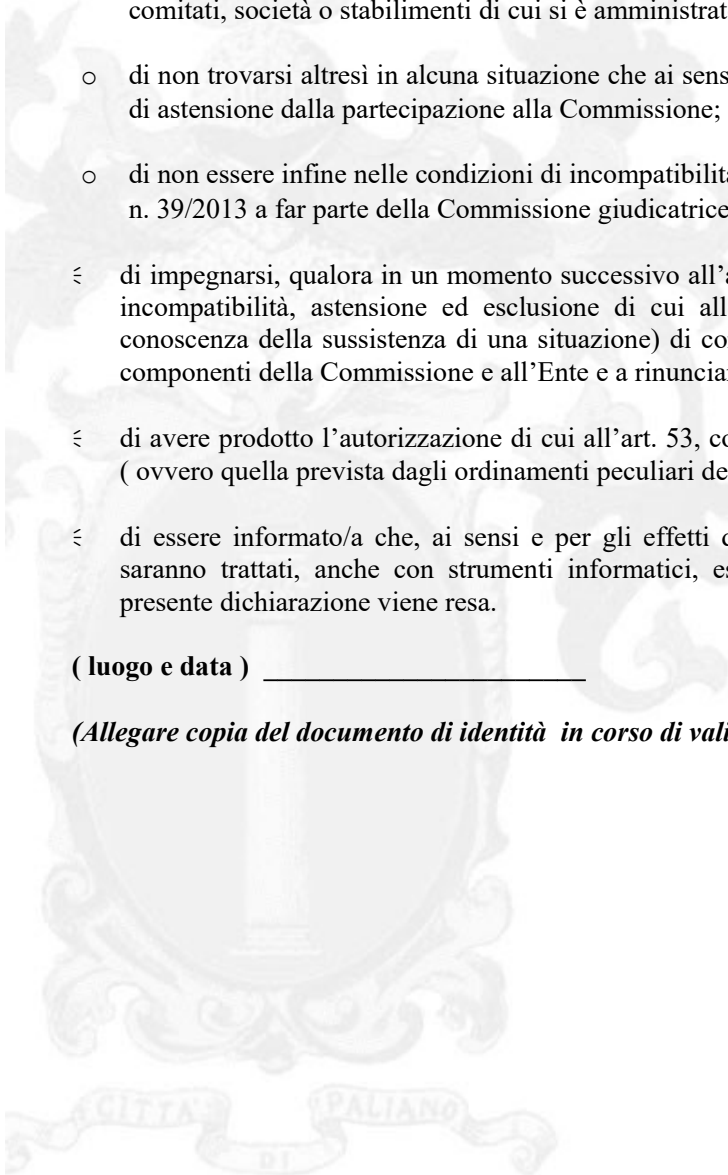 comitati, società o stabilimenti di cui si è amministrat
o di non trovarsi altresì in alcuna situazione che ai sens
di astensione dalla partecipazione alla Commissione;
o di non essere infine nelle condizioni di incompatibilit
n. 39/2013 a far parte della Commissione giudicatrice
di impegnarsi, qualora in un momento successivo all’a
incompatibilità, astensione ed esclusione di cui all
conoscenza della sussistenza di una situazione) di co
componenti della Commissione e all’Ente e a rinuncia
di avere prodotto l’autorizzazione di cui all’art. 53, co
( ovvero quella prevista dagli ordinamenti peculiari de
di essere informato/a che, ai sensi e per gli effetti d
saranno trattati, anche con strumenti informatici, es
presente dichiarazione viene resa.
( luogo e data ) _______________________
(Allegare copia del documento di identità in corso di vali
CITTA' PALIANO
DI